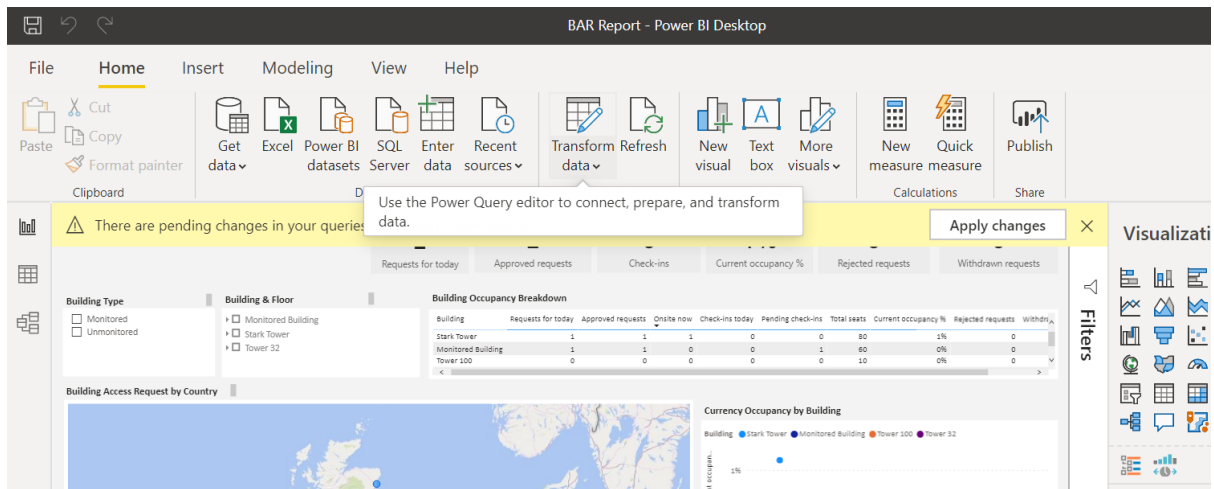 BAR Report - Power BI Desktop
File Home Insert Modeling View Help
Paste
Cut
Copy
Format painter
Clipboard
Get data
Excel
Power BI datasets
SQL Server
Enter data
Recent sources
Transform data
Refresh
New visual
Text box
More visuals
New measure
Quick measure
Calculations
Publish
Share
Use the Power Query editor to connect, prepare, and transform
data.
There are pending changes in your queries
Apply changes
Visualizati
Filters
Requests for today Approved requests Check-ins Current occupancy % Rejected requests Withdrawn requests
Building Type
Monitored
Unmonitored
Building & Floor
Monitored Building
Stark Tower
Tower 32
Building Occupancy Breakdown
Building Requests for today Approved requests Onsite now Check-ins today Pending check-ins Total seats Current occupancy % Rejected requests Withdr
Stark Tower 1 1 1 0 0 80 1% 0
Monitored Building 1 1 0 0 1 60 0% 0
Tower 100 0 0 0 0 0 10 0% 0
Building Access Request by Country
Currency Occupancy by Building
Building Stark Tower Monitored Building Tower 100 Tower 32
1%